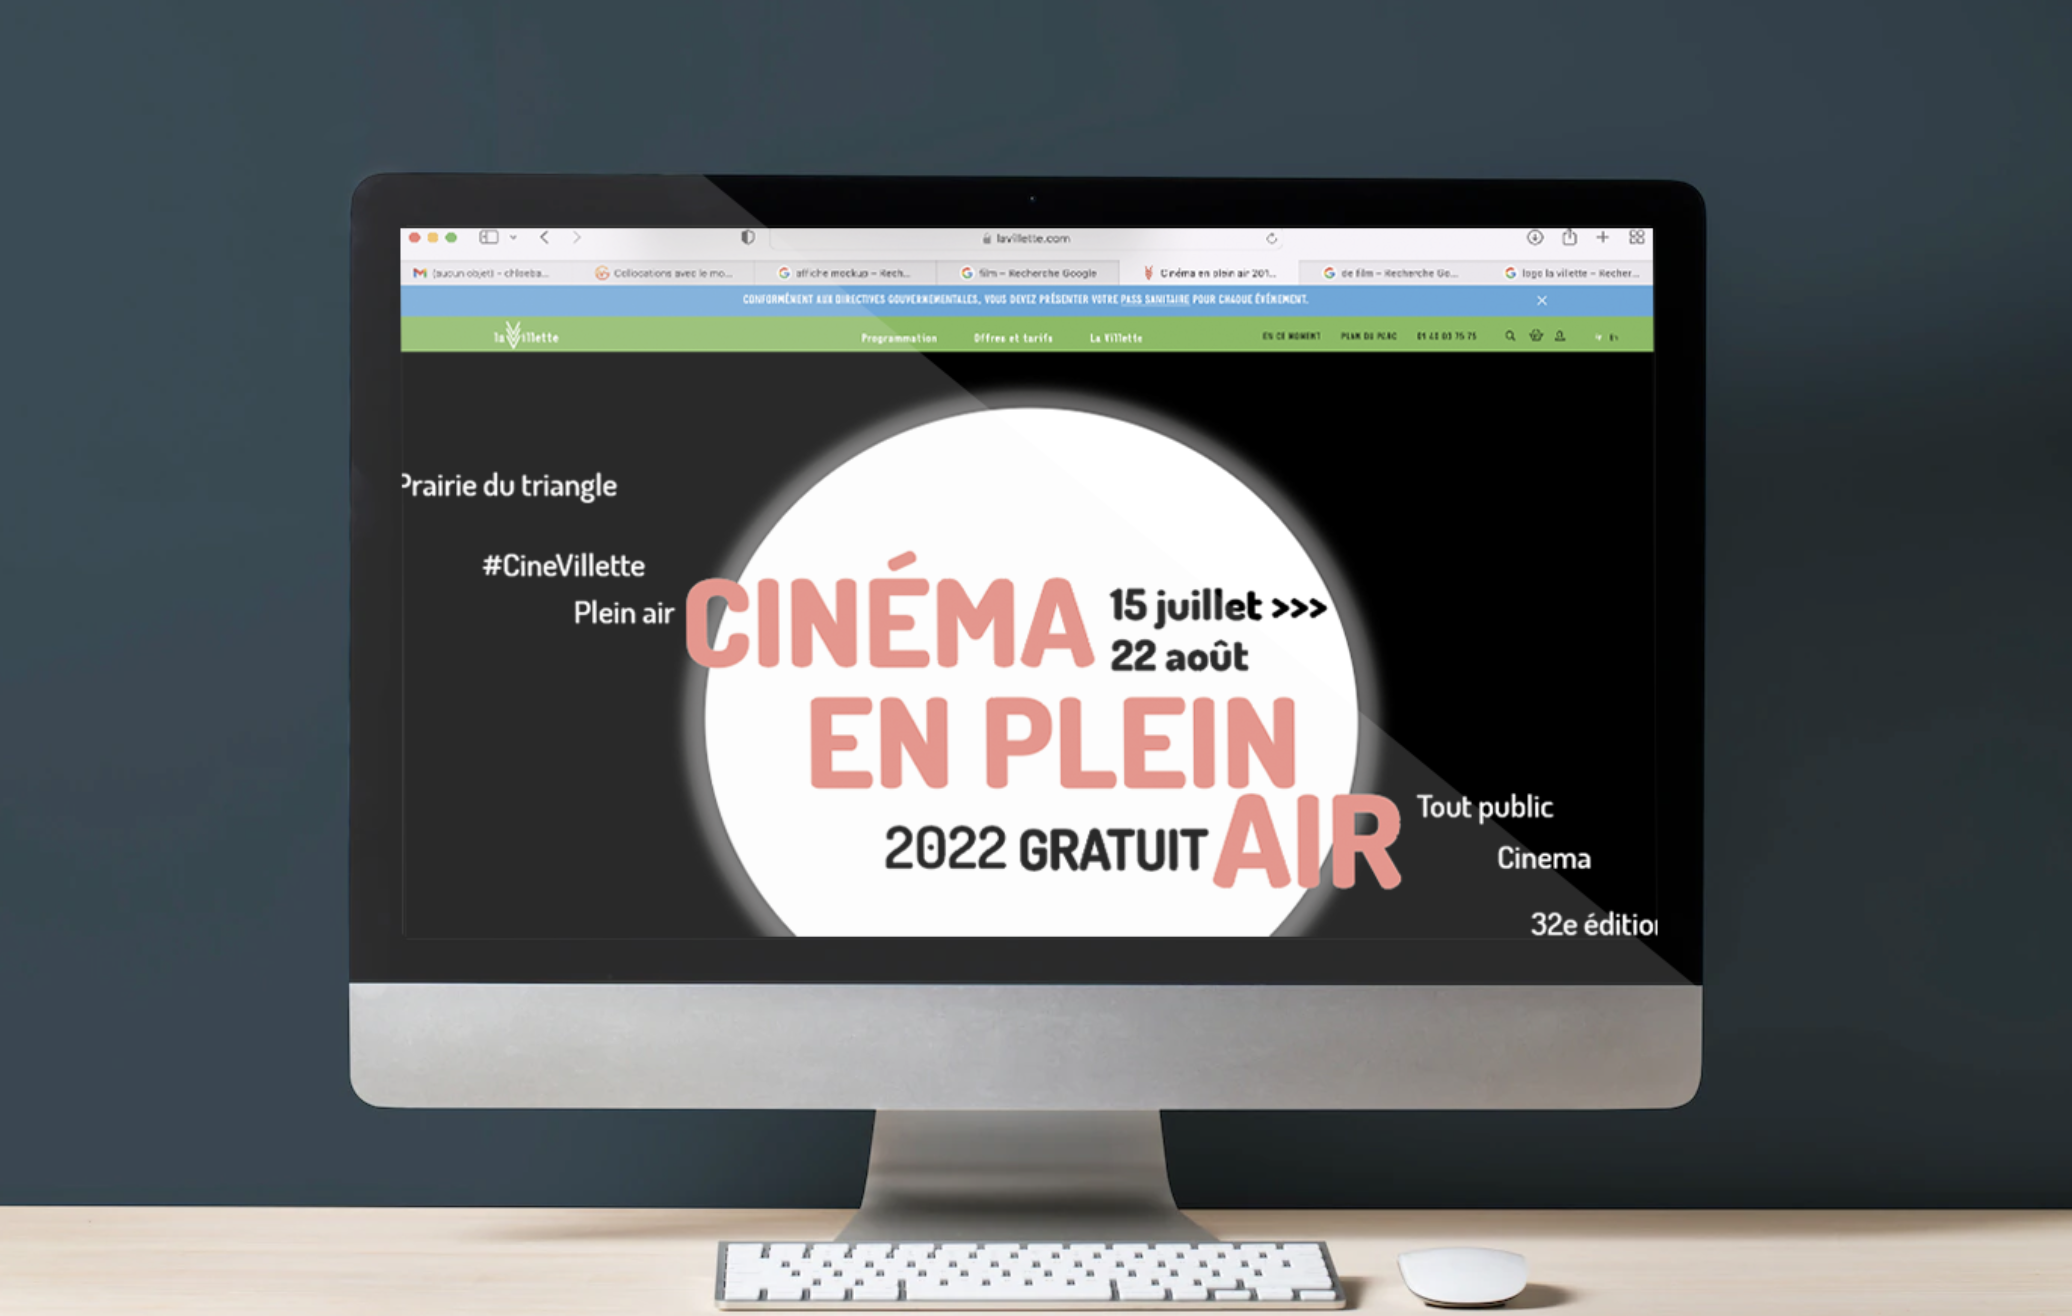 lavillette.com
(aucun objet) – chloeba...
Collocations avec le mo...
affiche mockup – Rech...
film – Recherche Google
Cinéma en plein air 201...
de film – Recherche Go...
logo la villette – Recher...
CONFORMÉMENT AUX DIRECTIVES GOUVERNEMENTALES, VOUS DEVEZ PRÉSENTER VOTRE PASS SANITAIRE POUR CHAQUE ÉVÉNEMENT.
la Villette
Programmation
Offres et tarifs
La Villette
EN CE MOMENT
PLAN DU PARC
01 40 03 75 75
Prairie du triangle
#CineVillette
Plein air
CINÉMA
15 juillet >>>
22 août
EN PLEIN
2022 GRATUIT AIR
Tout public
Cinema
32e édition